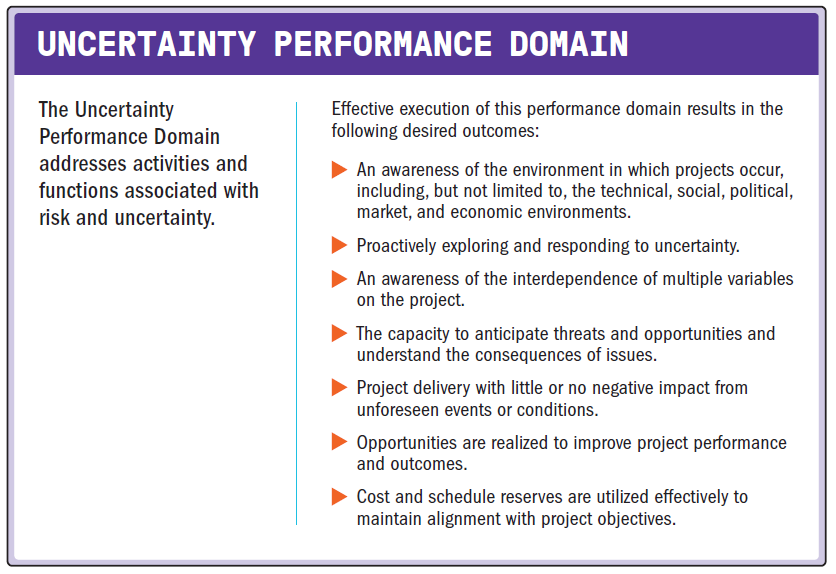 UNCERTAINTY PERFORMANCE DOMAIN
The Uncertainty
Performance Domain
addresses activities and
functions associated with
risk and uncertainty.
Effective execution of this performance domain results in the
following desired outcomes:
An awareness of the environment in which projects occur,
including, but not limited to, the technical, social, political,
market, and economic environments.
Proactively exploring and responding to uncertainty.
An awareness of the interdependence of multiple variables
on the project.
The capacity to anticipate threats and opportunities and
understand the consequences of issues.
Project delivery with little or no negative impact from
unforeseen events or conditions.
Opportunities are realized to improve project performance
and outcomes.
Cost and schedule reserves are utilized effectively to
maintain alignment with project objectives.